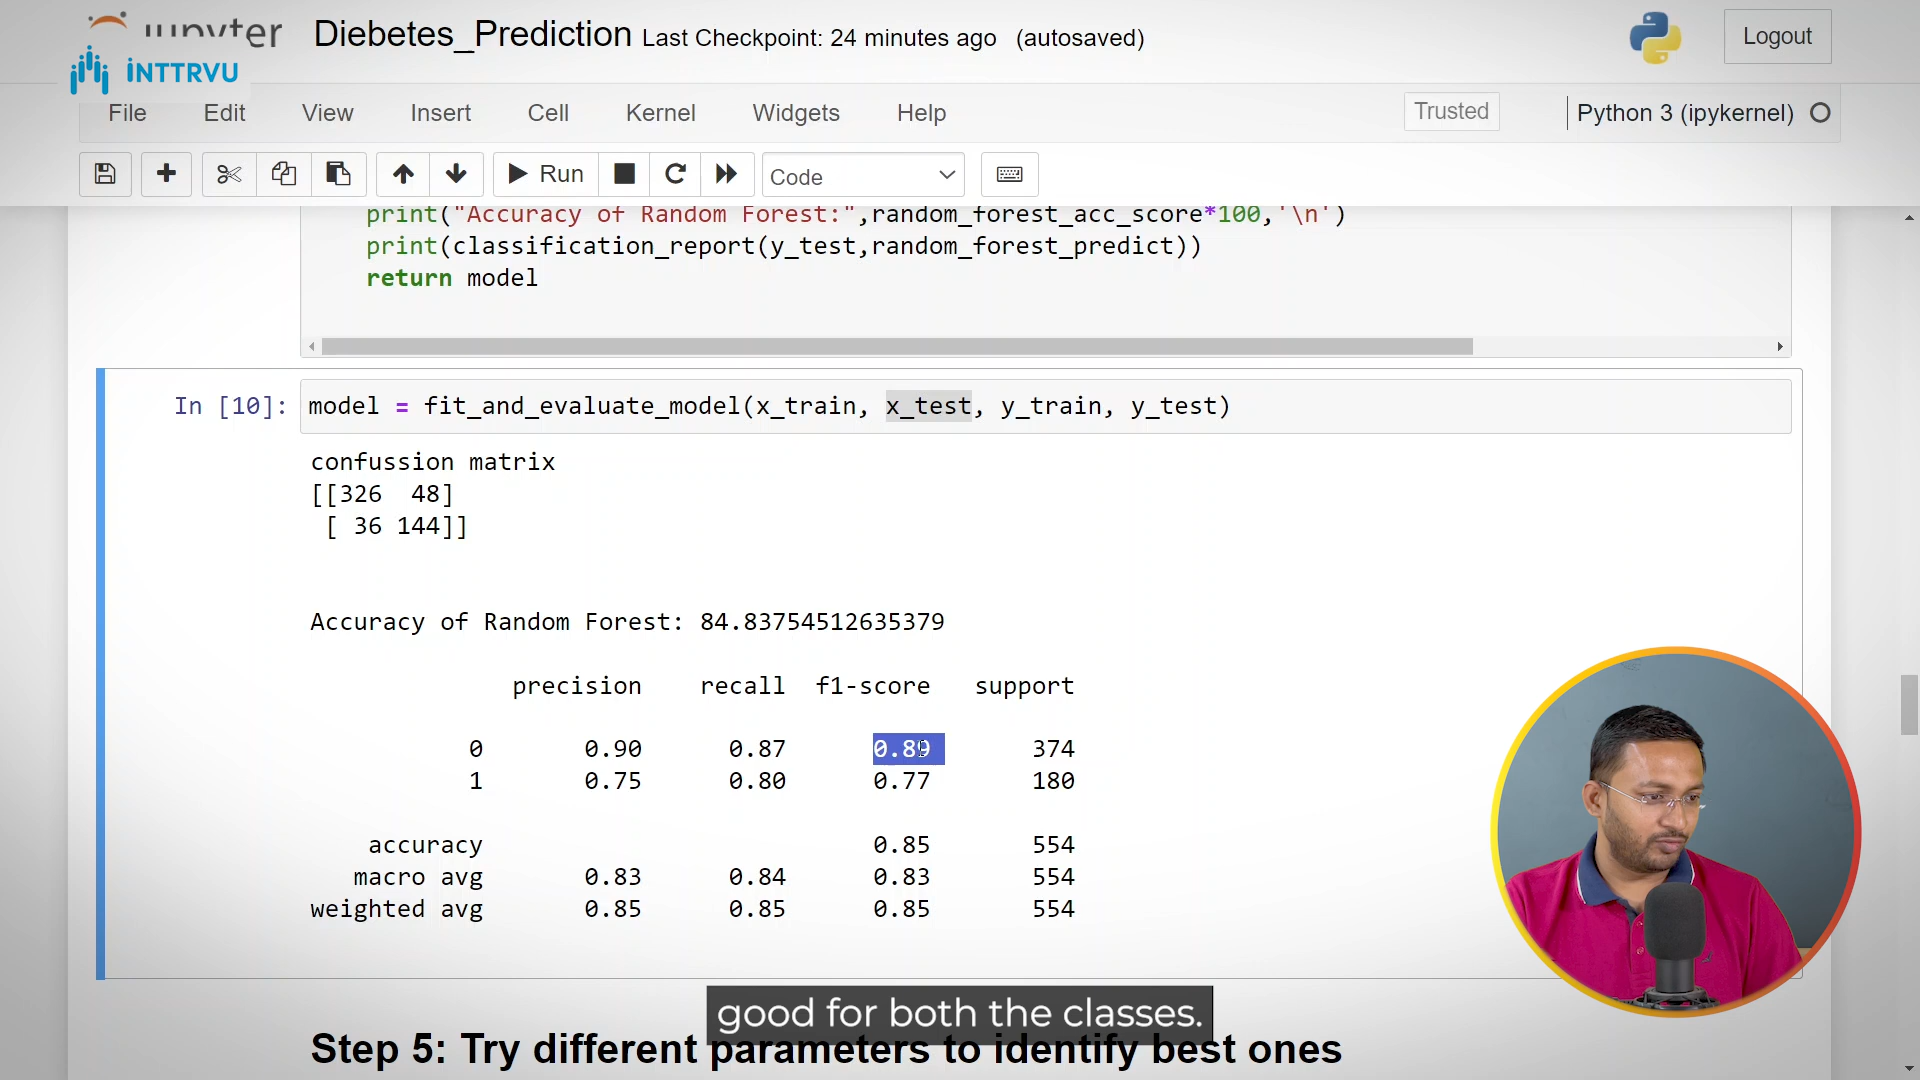 jupyter Diebetes_Prediction Last Checkpoint: 24 minutes ago (autosaved)
Logout
INTTRVU
File Edit View Insert Cell Kernel Widgets Help
Trusted
Python 3 (ipykernel)
Run
Code
print("Accuracy of Random Forest:",random_forest_acc_score*100,'\n')
print(classification_report(y_test,random_forest_predict))
return model
In [10]: model = fit_and_evaluate_model(x_train, x_test, y_train, y_test)
confussion matrix
[[326 48]
[ 36 144]]
Accuracy of Random Forest: 84.83754512635379
precision recall f1-score support
0 0.90 0.87 0.89 374
1 0.75 0.80 0.77 180
accuracy 0.85 554
macro avg 0.83 0.84 0.83 554
weighted avg 0.85 0.85 0.85 554
good for both the classes.
Step 5: Try different parameters to identify best ones